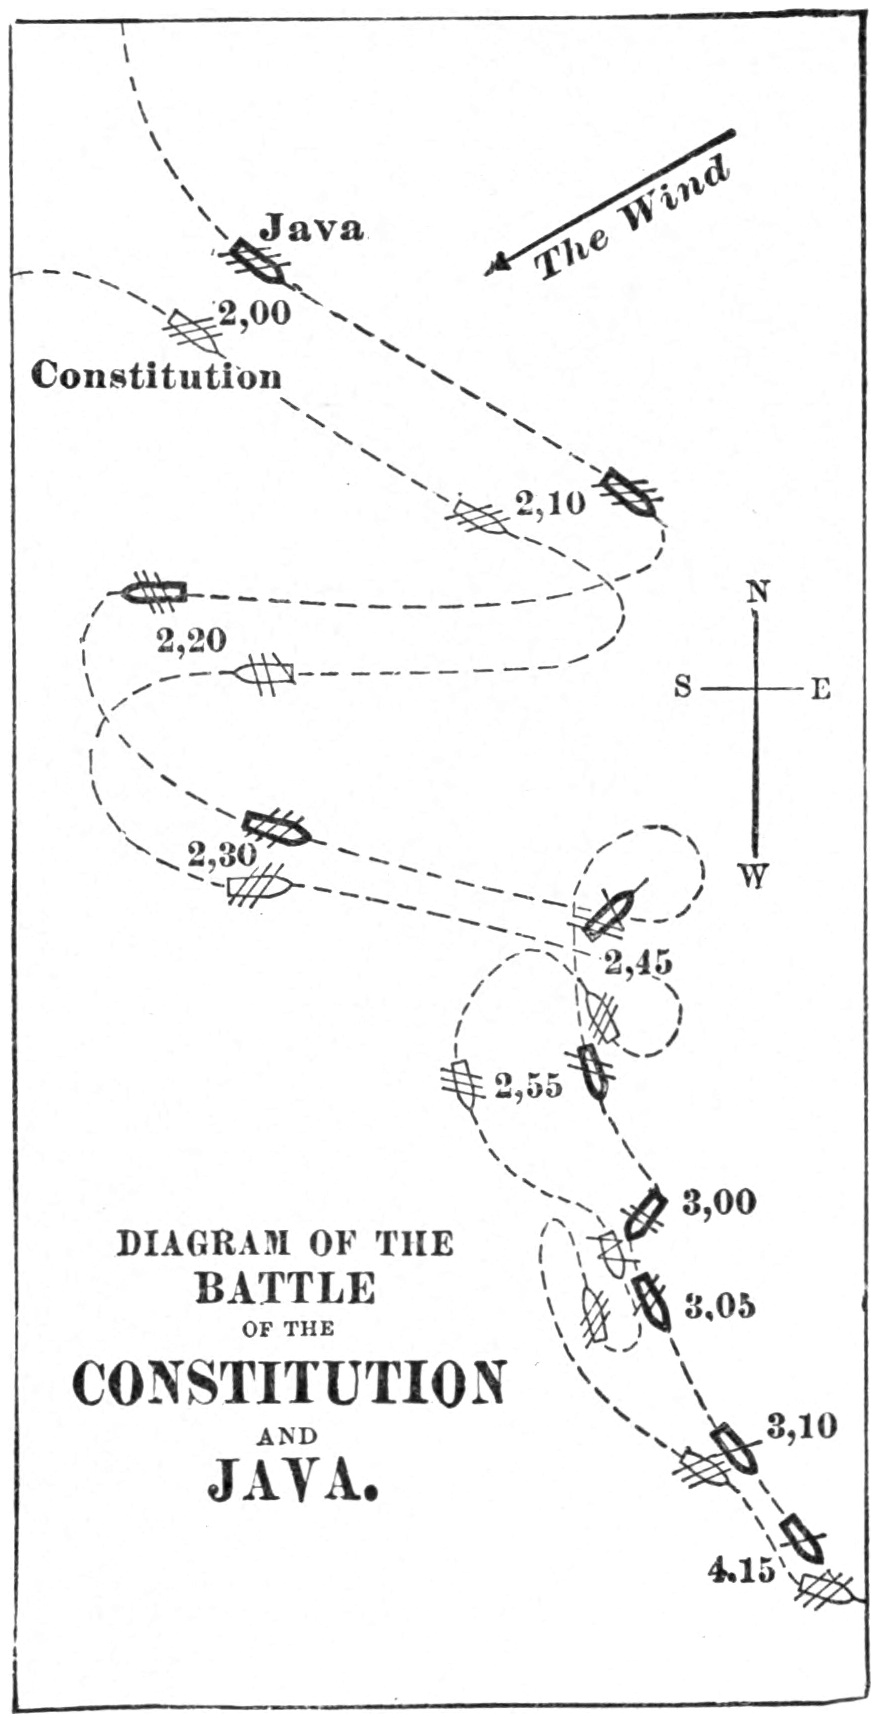 Java
The Wind
2,00
Constitution
2,10
N
2,20
S E
2,30
W
2,45
2,55
3,00
3,05
DIAGRAM OF THE
BATTLE
OF THE
CONSTITUTION
AND
JAVA.
3,10
4.15